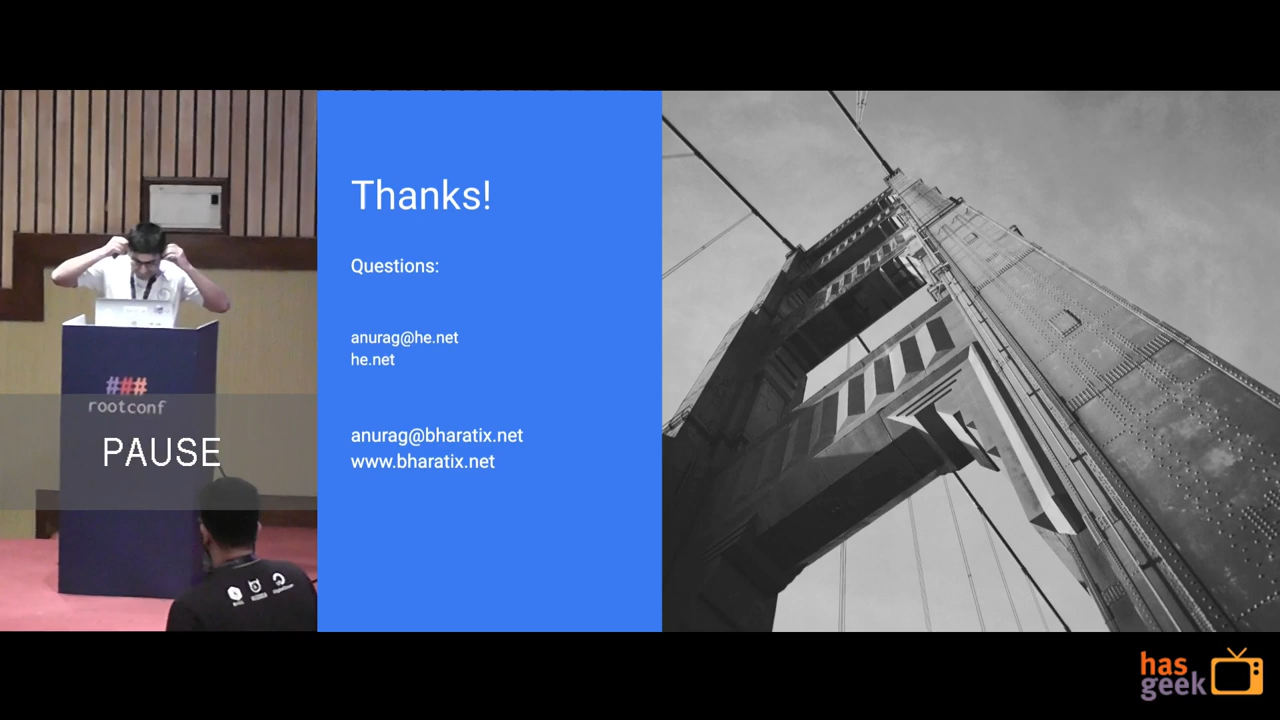 ###
rootconf
PAUSE
Thanks!
Questions:
anurag@he.net
he.net
anurag@bharatix.net
www.bharatix.net
has
geek